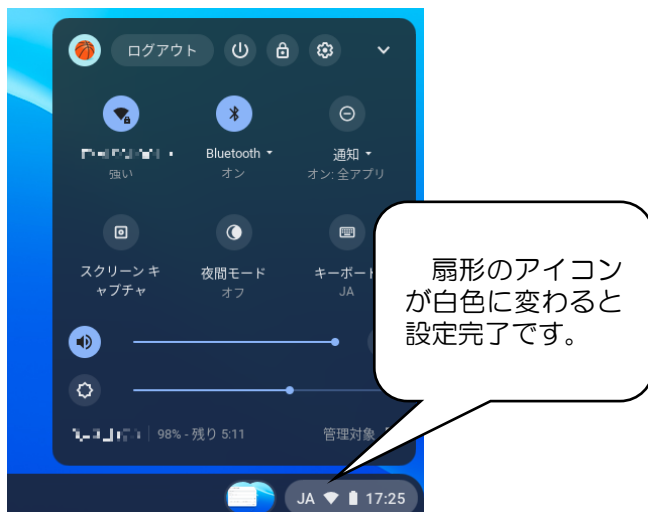 ログアウト
Bluetooth
通知
強い
オン
オン: 全アプリ
スクリーン キ
ャプチャ
夜間モード
オフ
キーボード
JA
扇形のアイコン
が白色に変わると
設定完了です。
98% - 残り 5:11
管理対象
JA
17:25